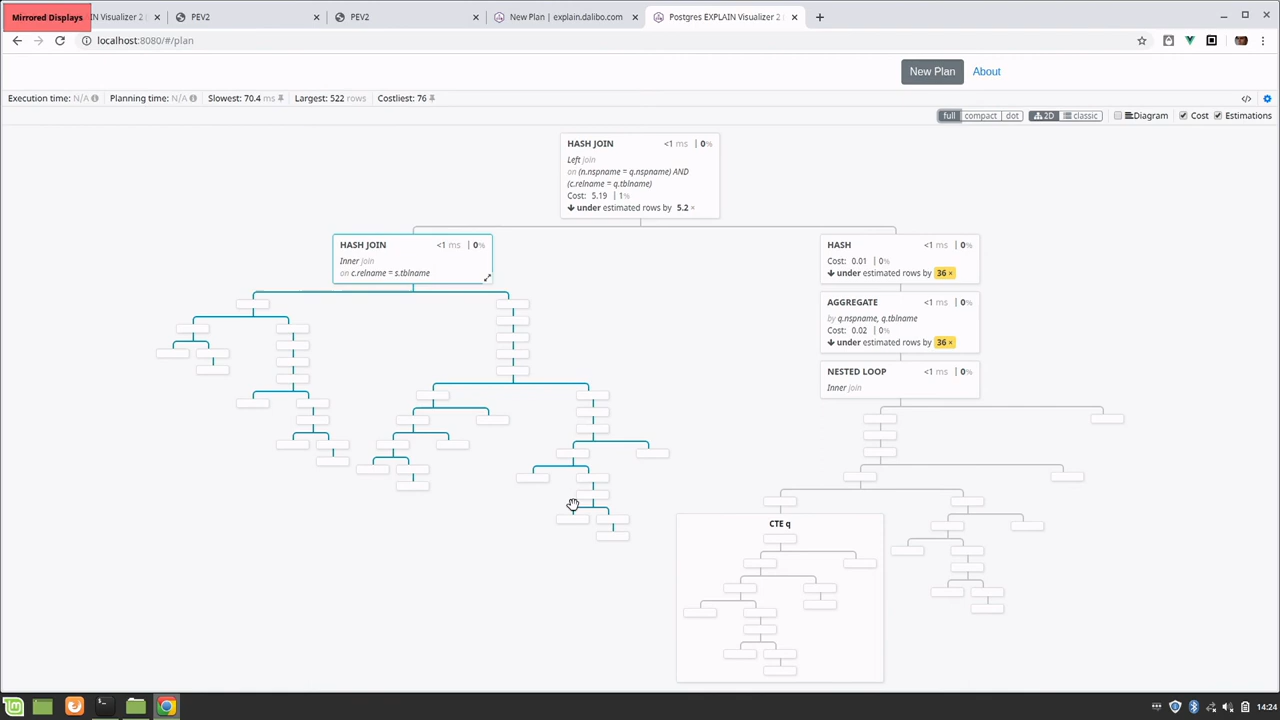 Mirrored Displays
Visualizer 2 |
PEV2
PEV2
New Plan | explain.dalibo.com
Postgres EXPLAIN Visualizer 2 |
localhost:8080/#/plan
New Plan
About
Execution time: N/A
Planning time: N/A
Slowest: 70.4 ms
Largest: 522 rows
Costliest: 76
full
compact
dot
2D
classic
Diagram
Cost
Estimations
HASH JOIN <1 ms | 0%
Left join
on (n.nspname = q.nspname) AND
(c.relname = q.tblname)
Cost: 5.19 | 1%
under estimated rows by 5.2 ×
HASH JOIN <1 ms | 0%
Inner join
on c.relname = s.tblname
HASH <1 ms | 0%
Cost: 0.01 | 0%
under estimated rows by 36 ×
AGGREGATE <1 ms | 0%
by q.nspname, q.tblname
Cost: 0.02 | 0%
under estimated rows by 36 ×
NESTED LOOP <1 ms | 0%
Inner join
CTE q
14:24